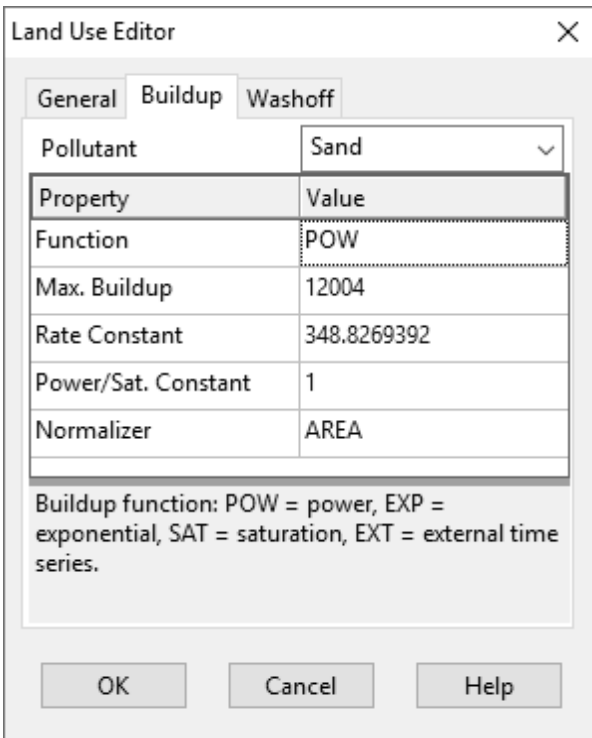 Land Use Editor
General Buildup Washoff
Pollutant Sand
Property Value
Function POW
Max. Buildup 12004
Rate Constant 348.8269392
Power/Sat. Constant 1
Normalizer AREA
Buildup function: POW = power, EXP =
exponential, SAT = saturation, EXT = external time
series.
OK Cancel Help